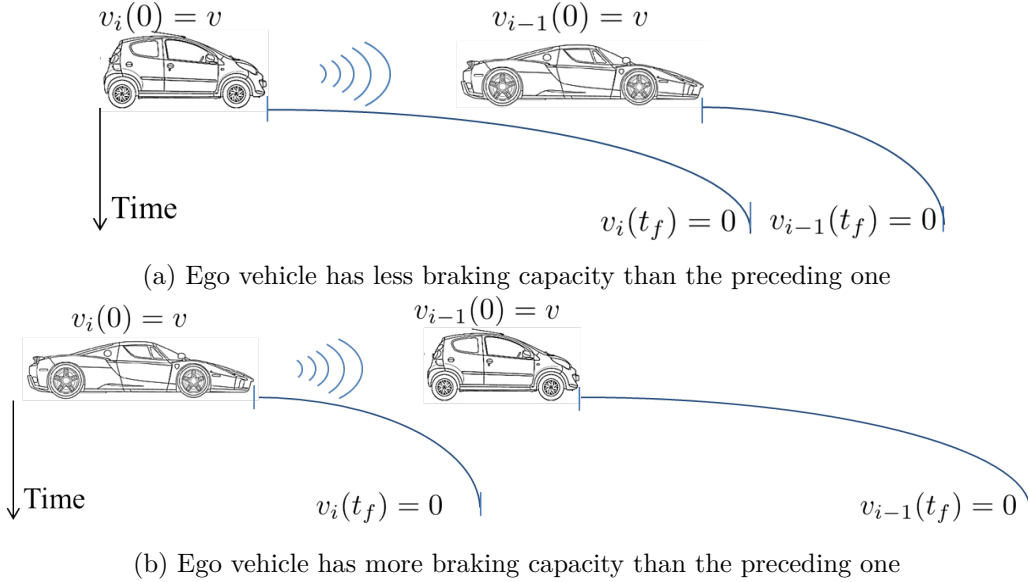 v_i(0) = v
v_{i−1}(0) = v
Time
v_i(t_f) = 0
v_{i−1}(t_f) = 0
(a) Ego vehicle has less braking capacity than the preceding one
v_i(0) = v
v_{i−1}(0) = v
Time
v_i(t_f) = 0
v_{i−1}(t_f) = 0
(b) Ego vehicle has more braking capacity than the preceding one